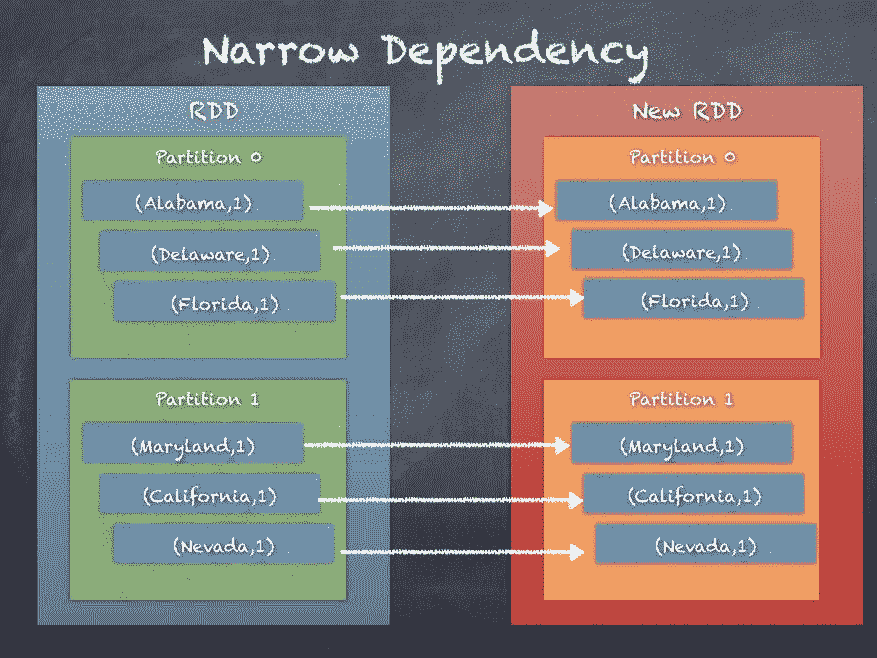 Narrow Dependency
RDD
Partition 0
(Alabama,1)
(Delaware,1)
(Florida,1)
Partition 1
(Maryland,1)
(California,1)
(Nevada,1)
New RDD
Partition 0
(Alabama,1)
(Delaware,1)
(Florida,1)
Partition 1
(Maryland,1)
(California,1)
(Nevada,1)